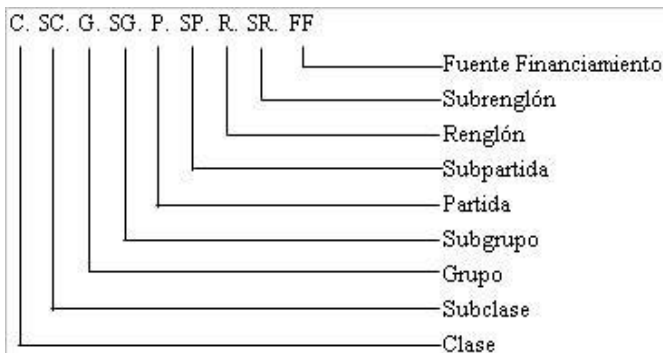 C. SC. G. SG. P. SP. R. SR. FF
Fuente Financiamiento
Subrenglón
Renglón
Subpartida
Partida
Subgrupo
Grupo
Subclase
Clase